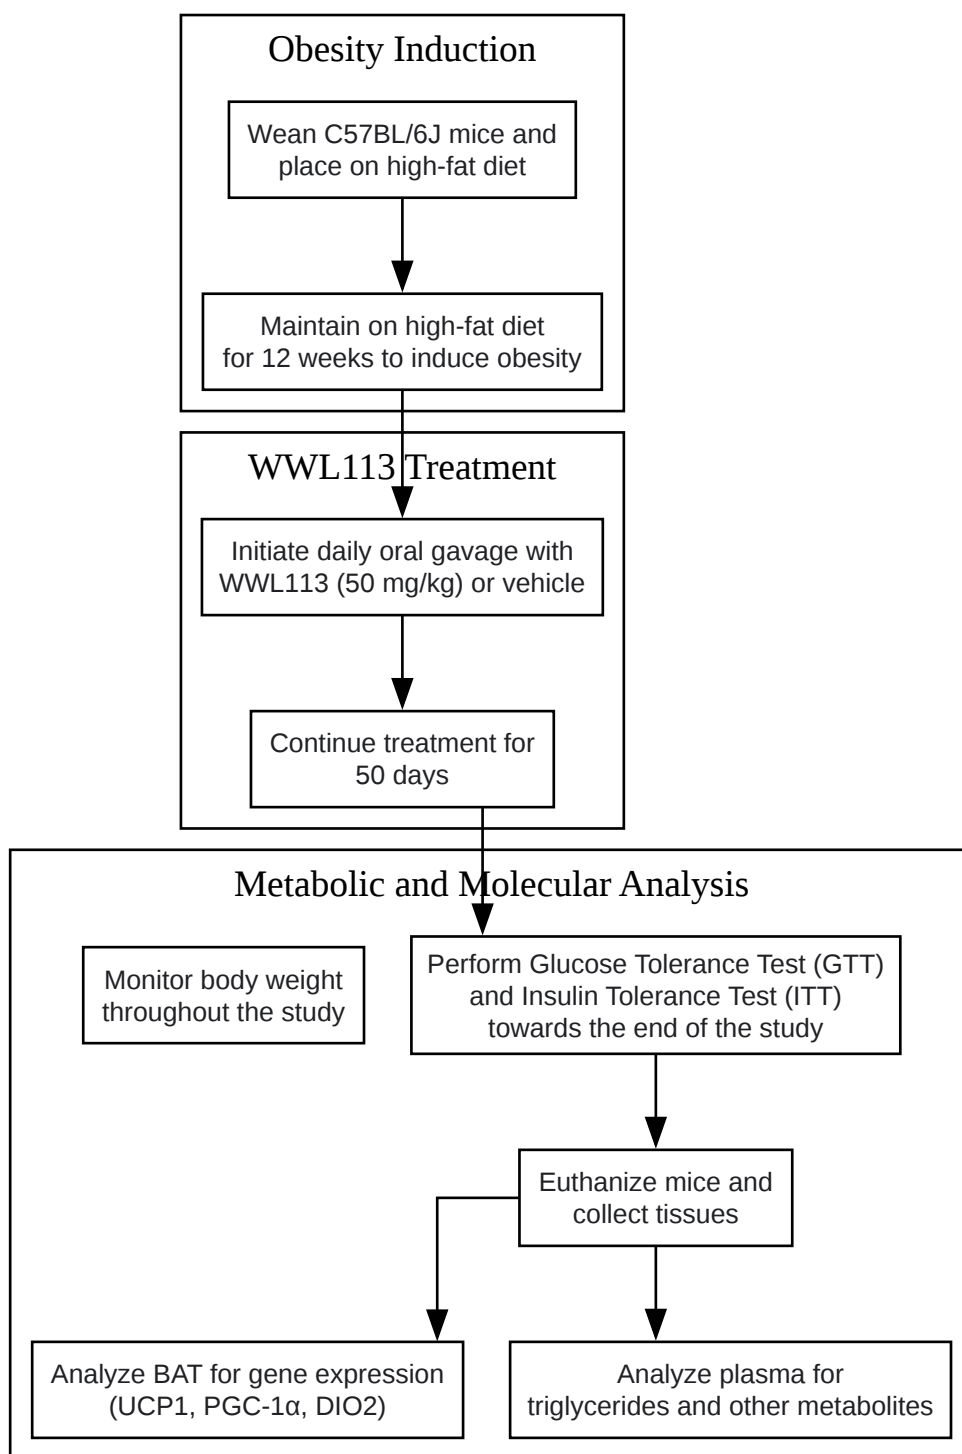 Obesity Induction
Wean C57BL/6J mice and
place on high-fat diet
Maintain on high-fat diet
for 12 weeks to induce obesity
WWL113 Treatment
Initiate daily oral gavage with
WWL113 (50 mg/kg) or vehicle
Continue treatment for
50 days
Metabolic and Molecular Analysis
Monitor body weight
throughout the study
Perform Glucose Tolerance Test (GTT)
and Insulin Tolerance Test (ITT)
towards the end of the study
Euthanize mice and
collect tissues
Analyze BAT for gene expression
(UCP1, PGC-1α, DIO2)
Analyze plasma for
triglycerides and other metabolites